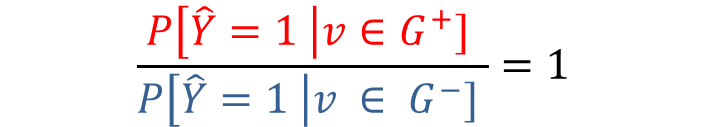 P[Ŷ = 1 |v ∈ G⁺]
= 1
P[Ŷ = 1 |v ∈ G⁻]